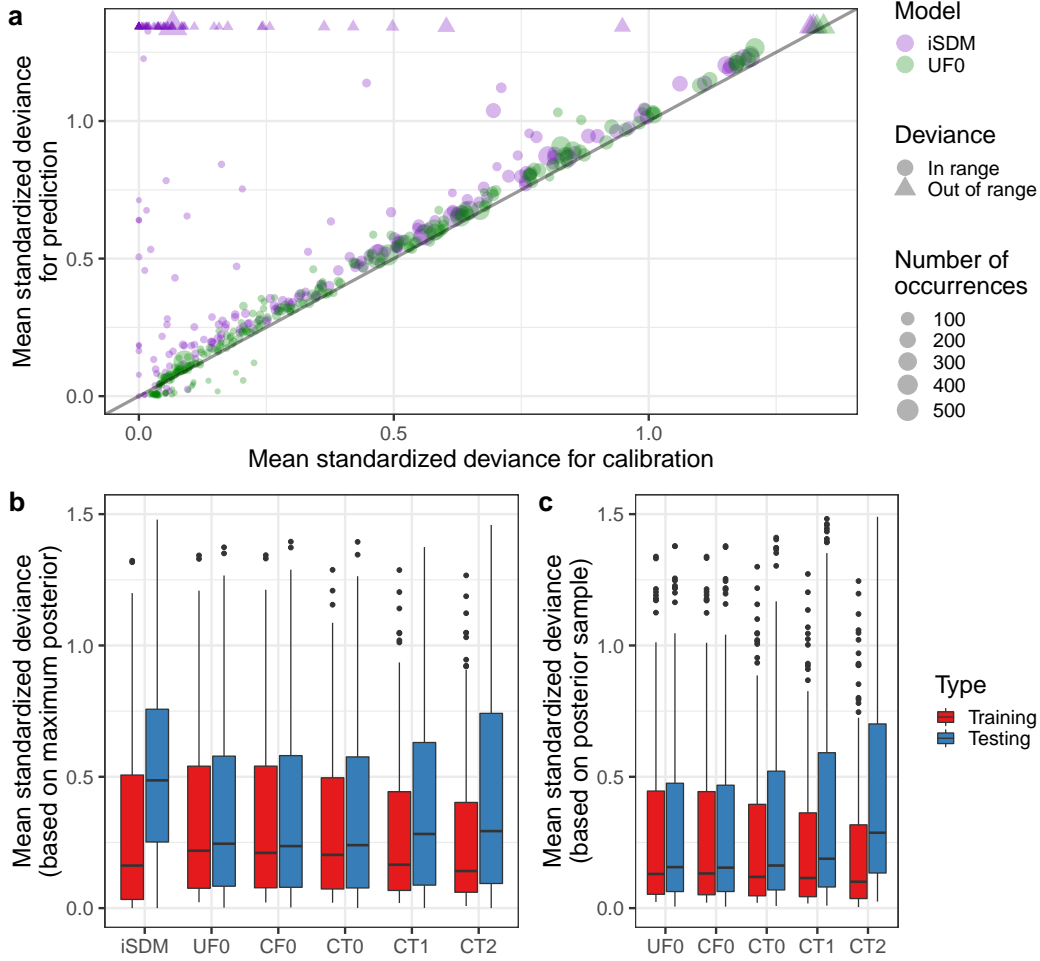 a
Mean standardized deviance
for prediction
1.0
0.5
0.0
0.0
0.5
1.0
Mean standardized deviance for calibration
Model
iSDM
UF0
Deviance
In range
Out of range
Number of
occurrences
100
200
300
400
500
b
Mean standardized deviance
(based on maximum posterior)
1.5
1.0
0.5
0.0
iSDM
UF0
CF0
CT0
CT1
CT2
c
Mean standardized deviance
(based on posterior sample)
1.5
1.0
0.5
0.0
UF0
CF0
CT0
CT1
CT2
Type
Training
Testing